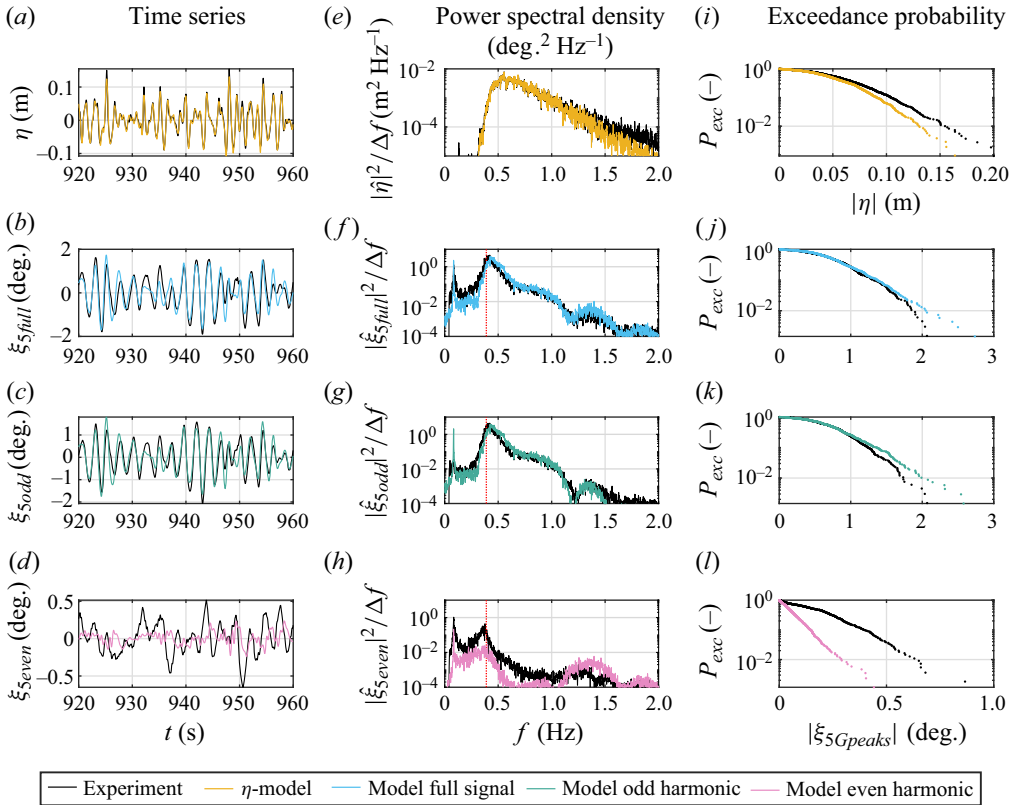 (a) Time series (e) Power spectral density (i) Exceedance probability
(deg.² Hz⁻¹)
η (m)
0.1
0
−0.1
920 930 940 950 960
|η̂|² / Δf (m² Hz⁻¹)
10⁻²
10⁻⁴
0 0.5 1.0 1.5 2.0
P_exc (–)
10⁰
10⁻²
0 0.05 0.10 0.15 0.20
|η| (m)
(b) (f) (j)
ξ_5full (deg.)
2
0
−2
920 930 940 950 960
|ξ̂_5full|² / Δf
10⁰
10⁻²
10⁻⁴
0 0.5 1.0 1.5 2.0
P_exc (–)
10⁰
10⁻²
0 1 2 3
(c) (g) (k)
ξ_5odd (deg.)
1
0
−1
−2
920 930 940 950 960
|ξ̂_5odd|² / Δf
10⁰
10⁻²
10⁻⁴
0 0.5 1.0 1.5 2.0
P_exc (–)
10⁰
10⁻²
0 1 2 3
(d) (h) (l)
ξ_5even (deg.)
0.5
0
−0.5
920 930 940 950 960
t (s)
|ξ̂_5even|² / Δf
10⁰
10⁻²
10⁻⁴
0 0.5 1.0 1.5 2.0
f (Hz)
P_exc (–)
10⁰
10⁻²
0 0.5 1.0
|ξ_5Gpeaks| (deg.)
Experiment η-model Model full signal Model odd harmonic Model even harmonic